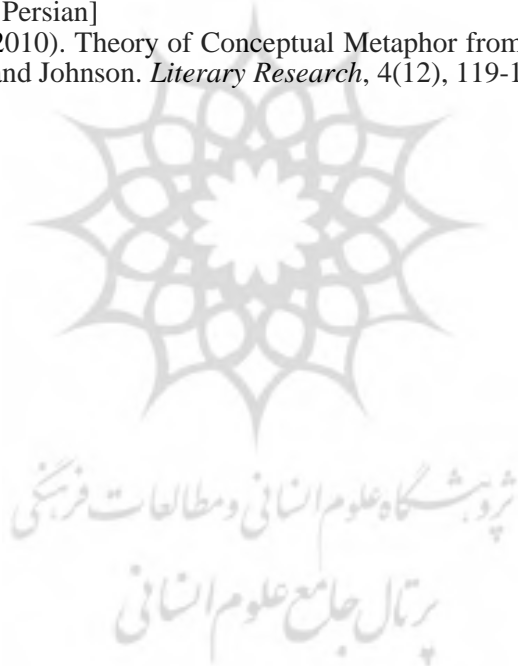 Persian]
2010). Theory of Conceptual Metaphor from
and Johnson. Literary Research, 4(12), 119-1
پژوهشگاه علوم انسانی و مطالعات فرهنگی
پرتال جامع علوم انسانی